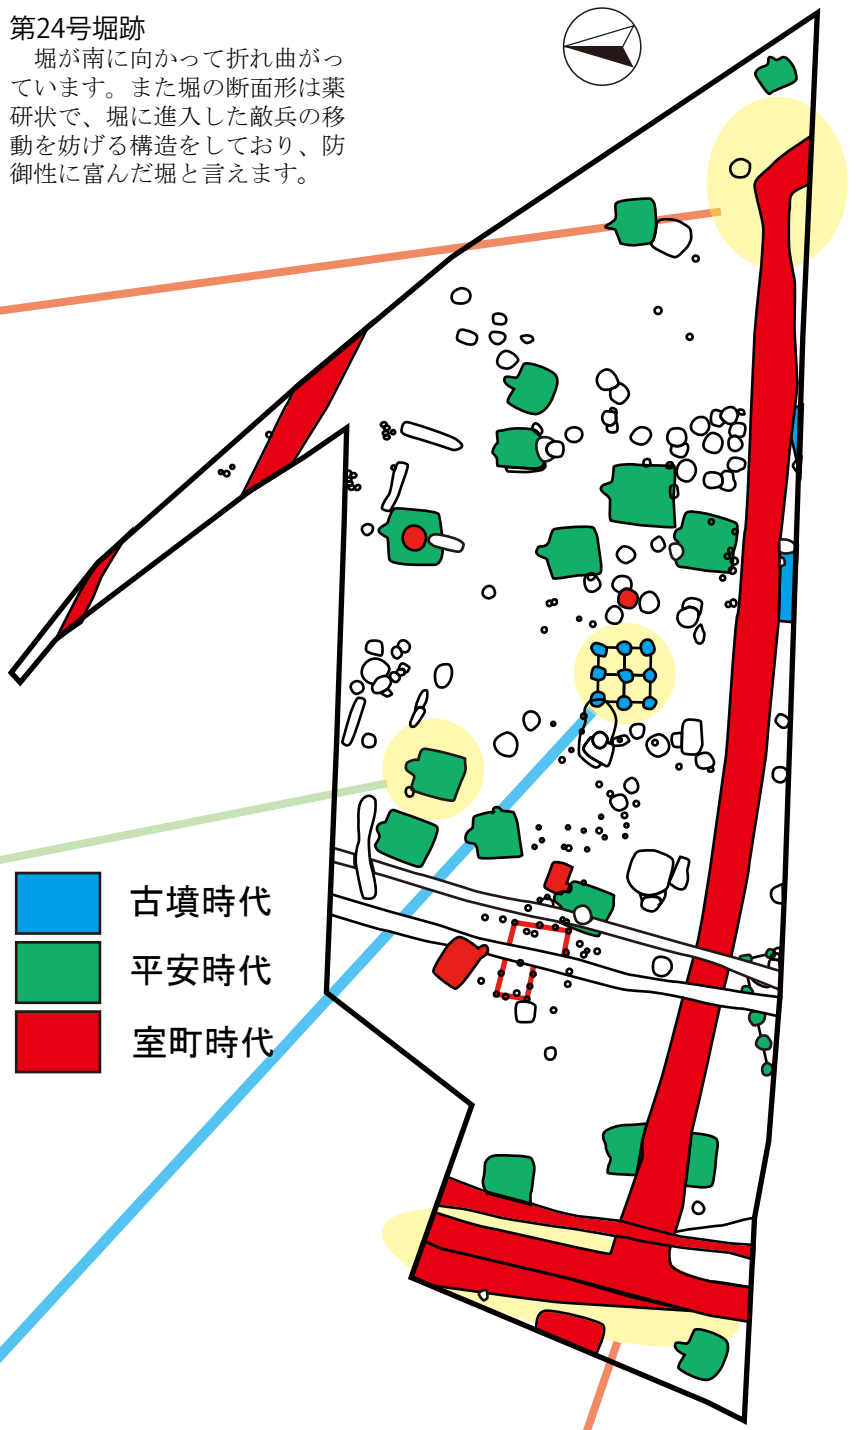 第24号堀跡
　堀が南に向かって折れ曲がっ
ています。また堀の断面形は薬
研状で、堀に進入した敵兵の移
動を妨げる構造をしており、防
御性に富んだ堀と言えます。
古墳時代
平安時代
室町時代